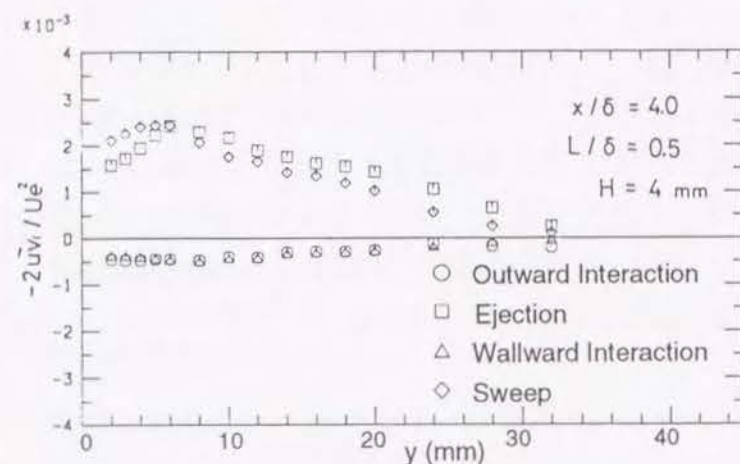 ×10⁻³
4
3
2
1
0
-1
-2
-3
-4
-2 u͠vᵢ / Ue²
x/δ = 4.0
L/δ = 0.5
H = 4 mm
Outward Interaction
Ejection
Wallward Interaction
Sweep
0 10 20 30 40
y (mm)